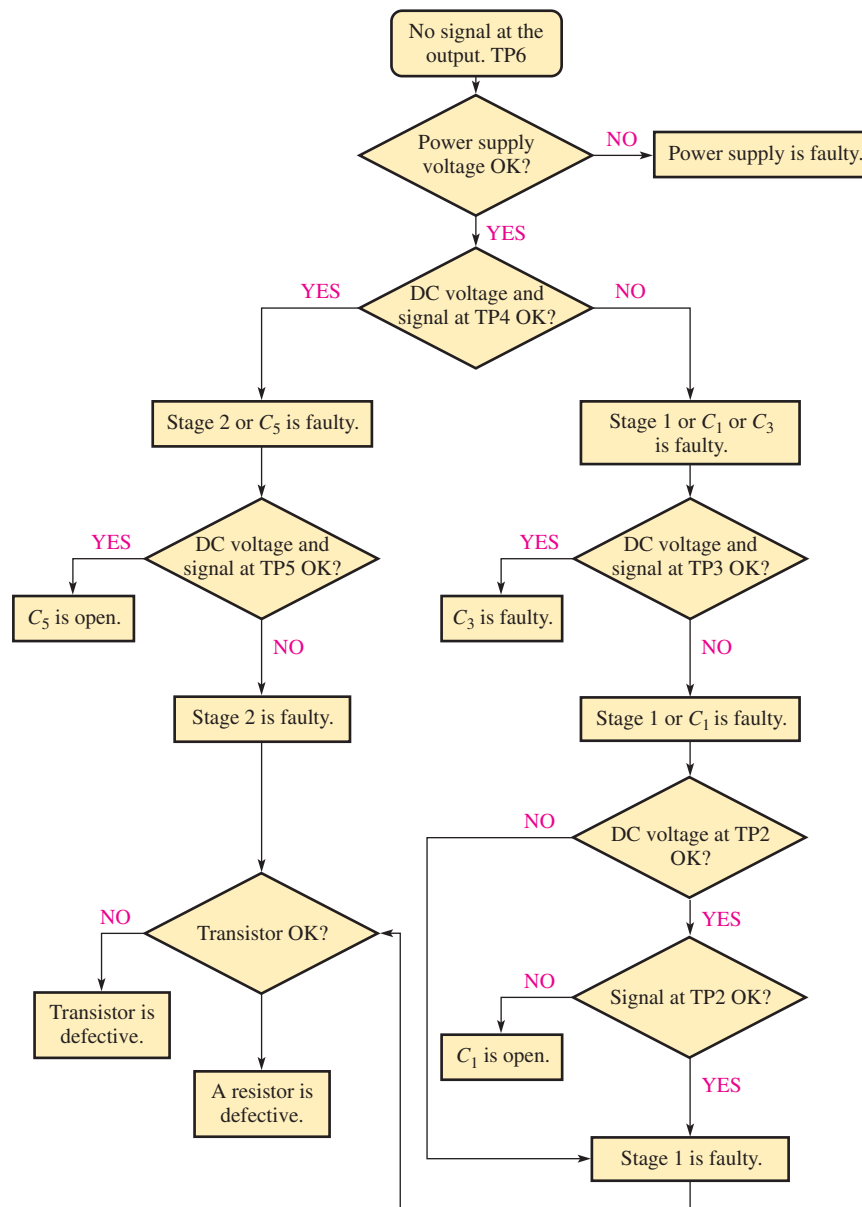 No signal at the
output. TP6
Power supply
voltage OK?
NO
Power supply is faulty.
YES
DC voltage and
signal at TP4 OK?
YES
NO
Stage 2 or C5 is faulty.
Stage 1 or C1 or C3
is faulty.
YES
DC voltage and
signal at TP5 OK?
YES
DC voltage and
signal at TP3 OK?
C5 is open.
C3 is faulty.
NO
NO
Stage 2 is faulty.
Stage 1 or C1 is faulty.
NO
DC voltage at TP2
OK?
NO
Transistor OK?
YES
Transistor is
defective.
NO
Signal at TP2 OK?
C1 is open.
A resistor is
defective.
YES
Stage 1 is faulty.